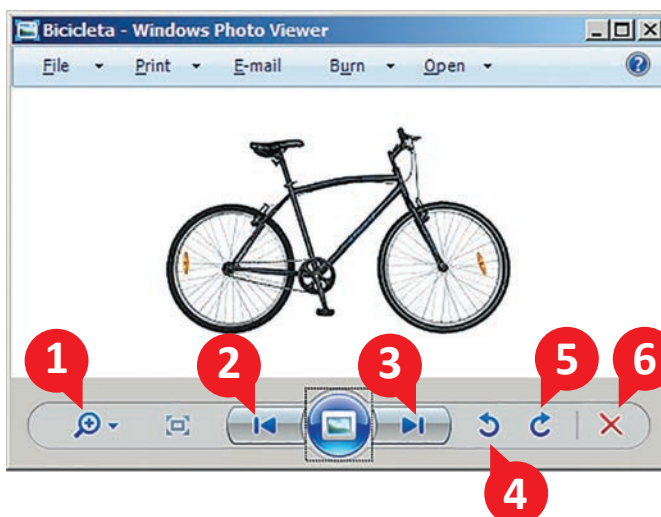 Bicicleta - Windows Photo Viewer
File Print E-mail Burn Open ?
1 2 3 5 6
4